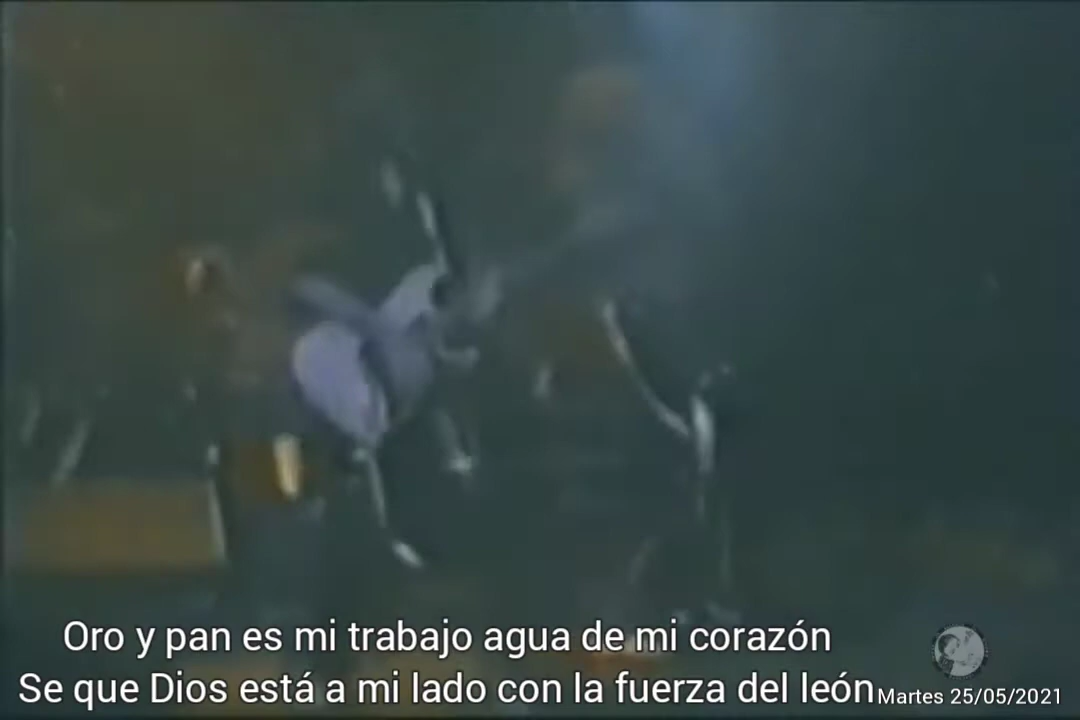 Oro y pan es mi trabajo agua de mi corazón
Se que Dios está a mi lado con la fuerza del león
Martes 25/05/2021